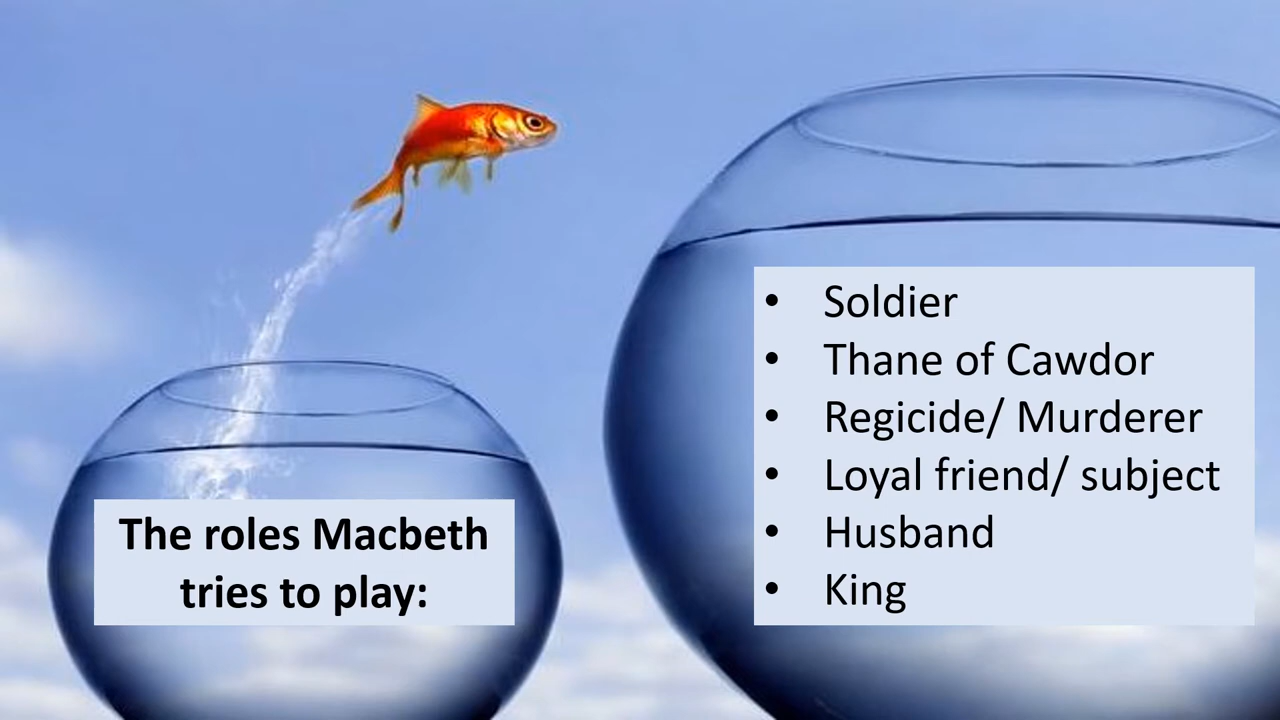 The roles Macbeth
tries to play:
• Soldier
• Thane of Cawdor
• Regicide/ Murderer
• Loyal friend/ subject
• Husband
• King